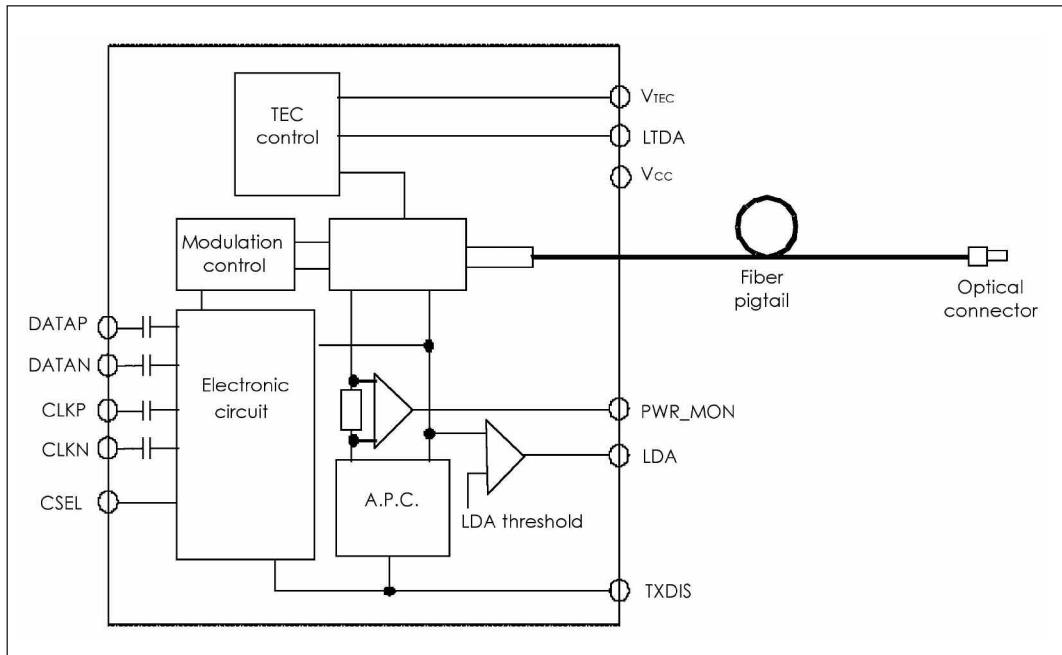 TEC
control
VTEC
LTDA
Vcc
Modulation
control
Fiber
pigtail
Optical
connector
DATAP
DATAN
CLKP
CLKN
CSEL
Electronic
circuit
PWR_MON
LDA
A.P.C.
LDA threshold
TXDIS